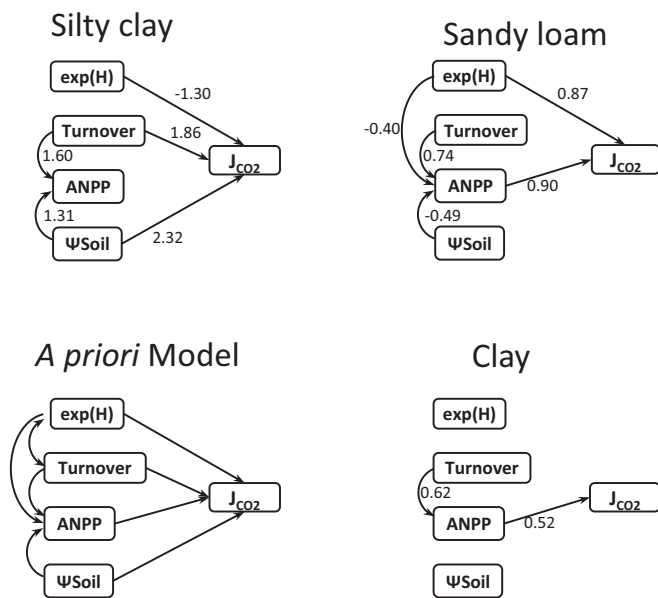 Silty clay
exp(H)
-1.30
Turnover
1.86
1.60
J_CO2
ANPP
1.31
ΨSoil
2.32
Sandy loam
exp(H)
0.87
-0.40
Turnover
0.74
J_CO2
ANPP
0.90
-0.49
ΨSoil
A priori Model
exp(H)
Turnover
J_CO2
ANPP
ΨSoil
Clay
exp(H)
Turnover
0.62
J_CO2
ANPP
0.52
ΨSoil